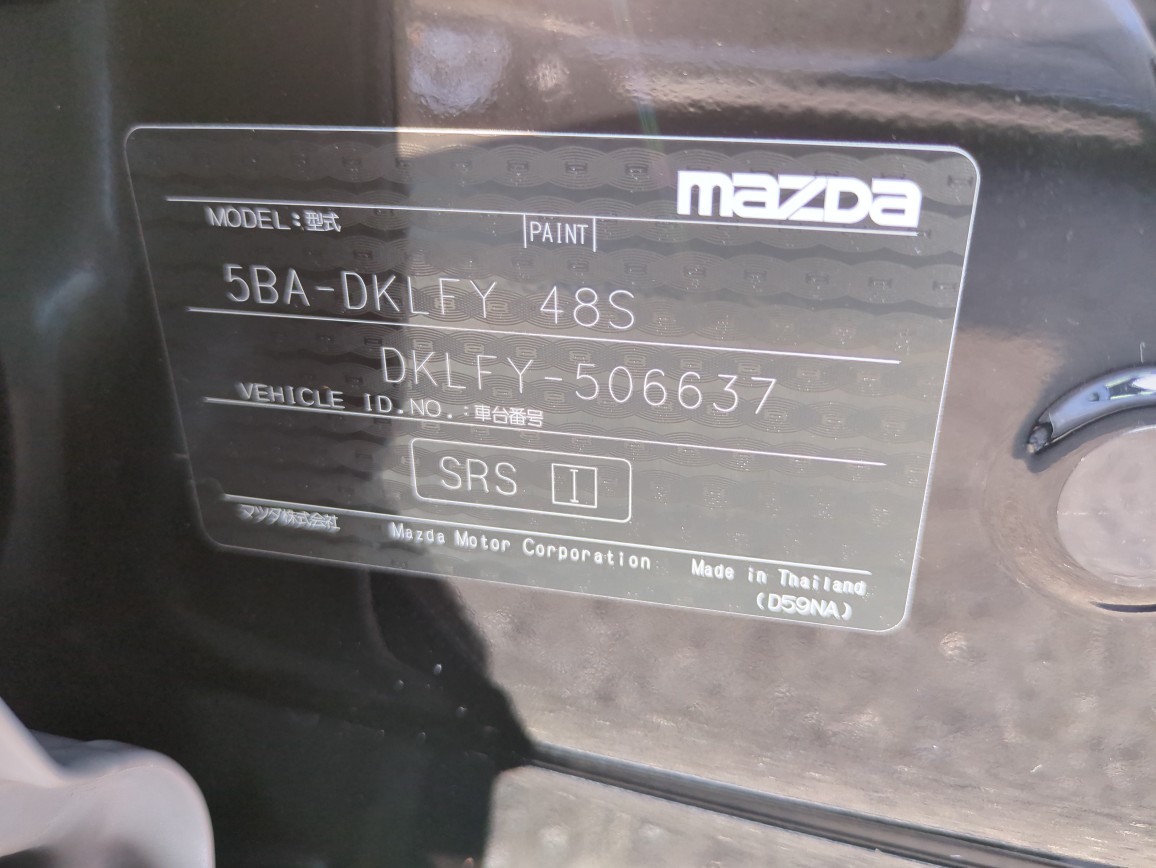 mazda
MODEL:型式
PAINT
5BA-DKLFY 48S
DKLFY-506637
VEHICLE ID.NO.:車台番号
SRS I
マツダ株式会社 Mazda Motor Corporation Made in Thailand
(D59NA)